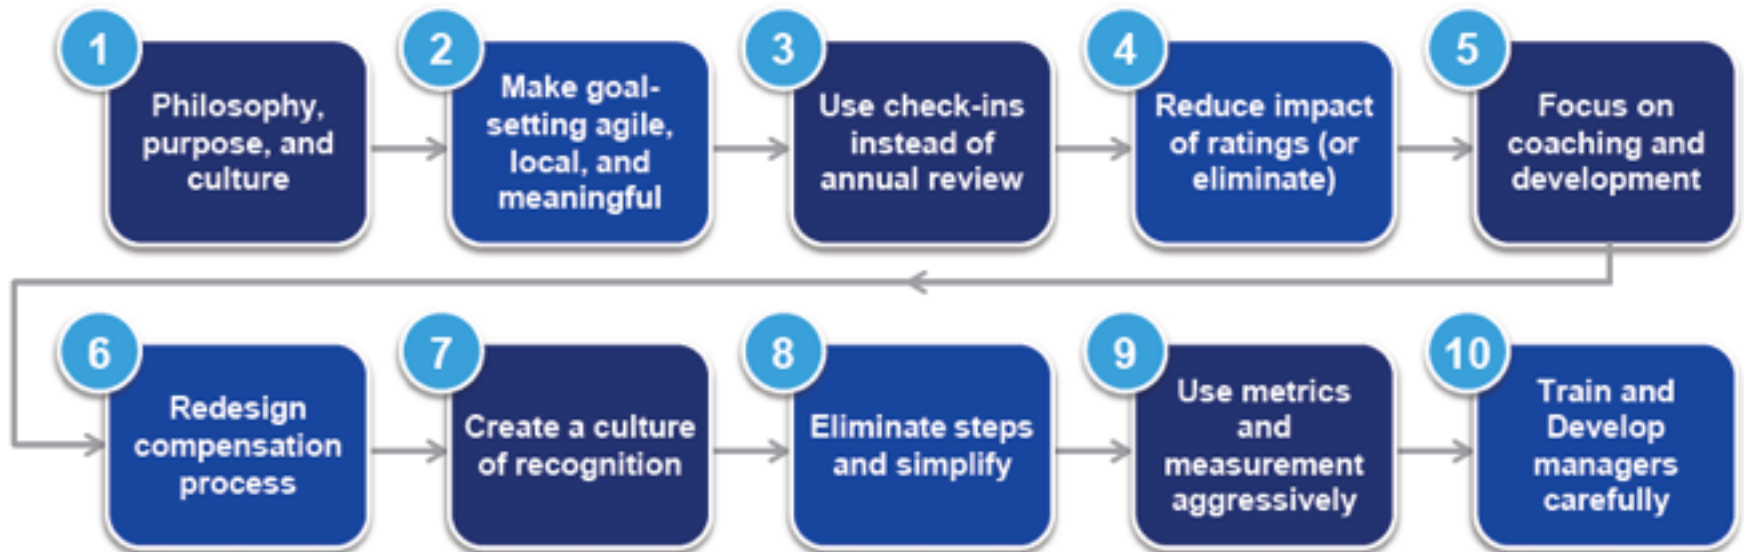 1
Philosophy,
purpose, and
culture
2
Make goal-
setting agile,
local, and
meaningful
3
Use check-ins
instead of
annual review
4
Reduce impact
of ratings (or
eliminate)
5
Focus on
coaching and
development
6
Redesign
compensation
process
7
Create a culture
of recognition
8
Eliminate steps
and simplify
9
Use metrics
and
measurement
aggressively
10
Train and
Develop
managers
carefully